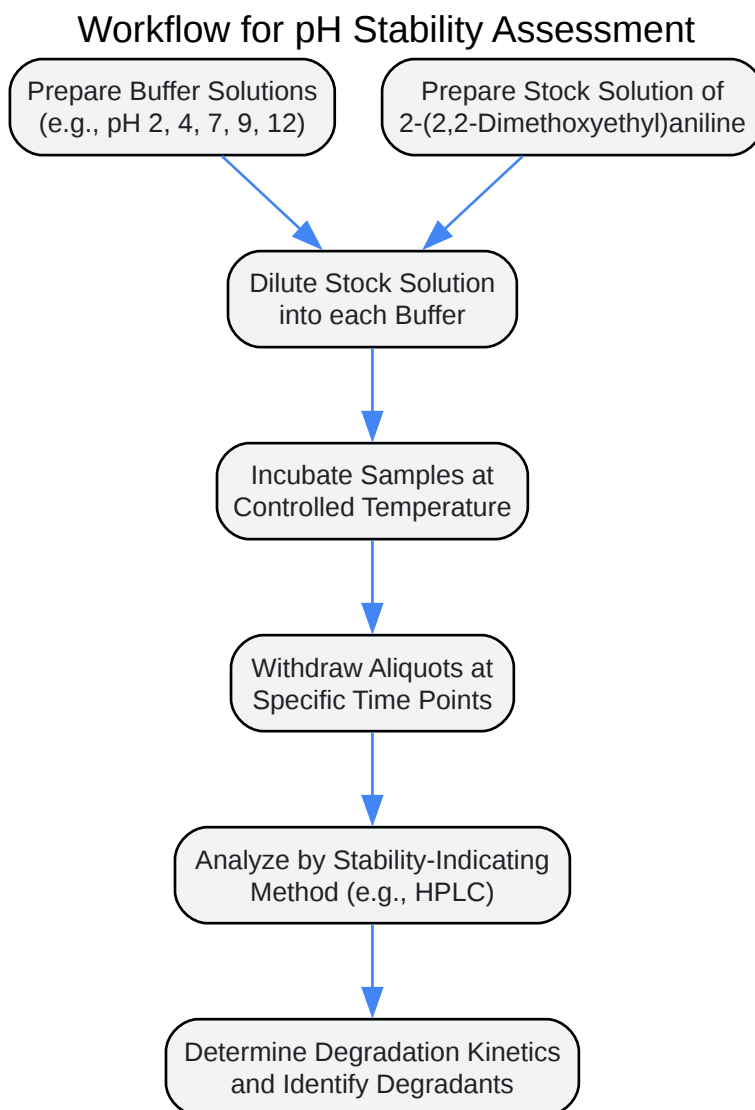 Workflow for pH Stability Assessment
Prepare Buffer Solutions
(e.g., pH 2, 4, 7, 9, 12)
Prepare Stock Solution of
2-(2,2-Dimethoxyethyl)aniline
Dilute Stock Solution
into each Buffer
Incubate Samples at
Controlled Temperature
Withdraw Aliquots at
Specific Time Points
Analyze by Stability-Indicating
Method (e.g., HPLC)
Determine Degradation Kinetics
and Identify Degradants